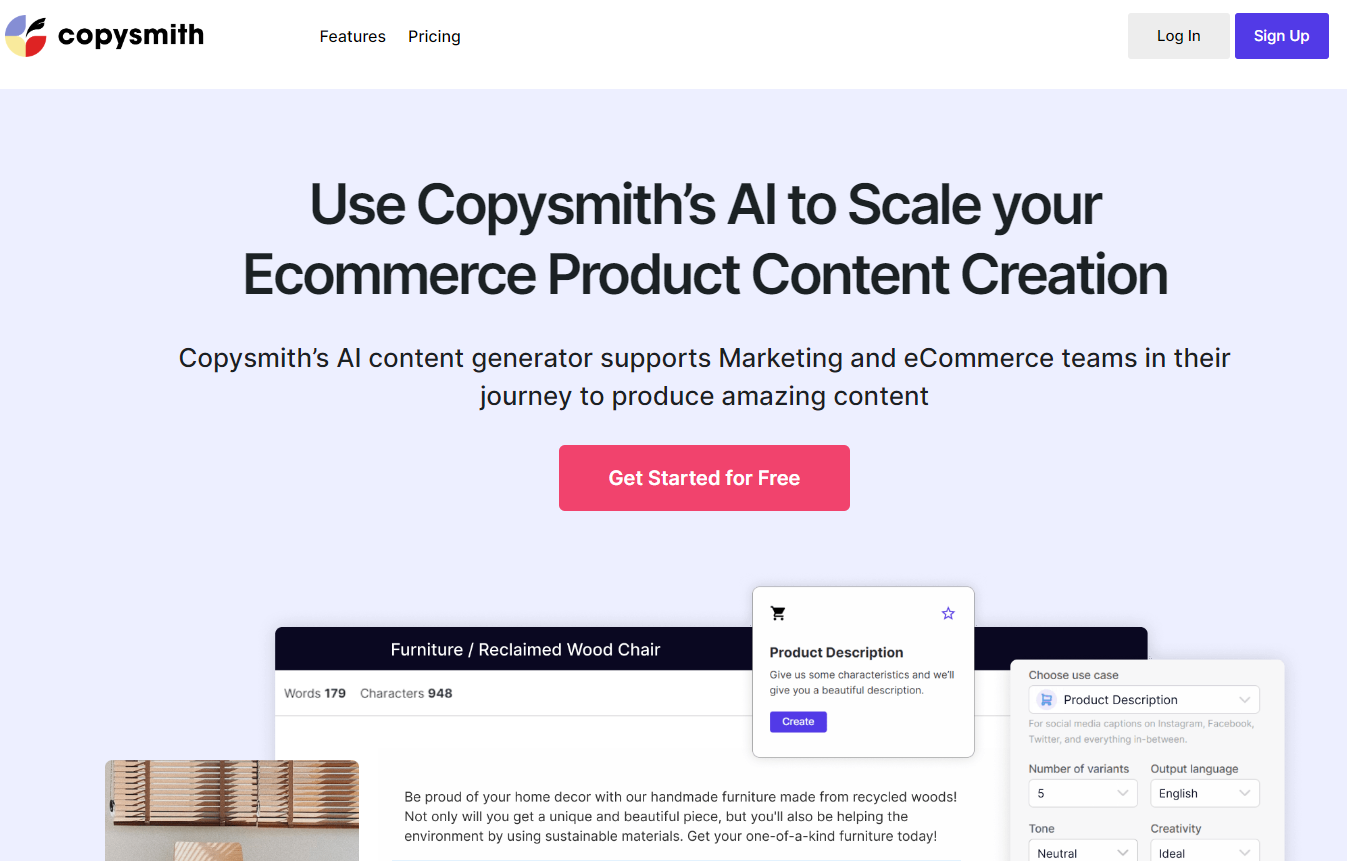 copysmith
Features Pricing
Log In
Sign Up
Use Copysmith’s AI to Scale your
Ecommerce Product Content Creation
Copysmith’s AI content generator supports Marketing and eCommerce teams in their
journey to produce amazing content
Get Started for Free
Furniture / Reclaimed Wood Chair
Words 179 Characters 948
Product Description
Give us some characteristics and we’ll
give you a beautiful description.
Create
Be proud of your home decor with our handmade furniture made from recycled woods!
Not only will you get a unique and beautiful piece, but you’ll also be helping the
environment by using sustainable materials. Get your one-of-a-kind furniture today!
Choose use case
Product Description
For social media captions on Instagram, Facebook,
Twitter, and everything in-between.
Number of variants Output language
5 English
Tone Creativity
Neutral Ideal